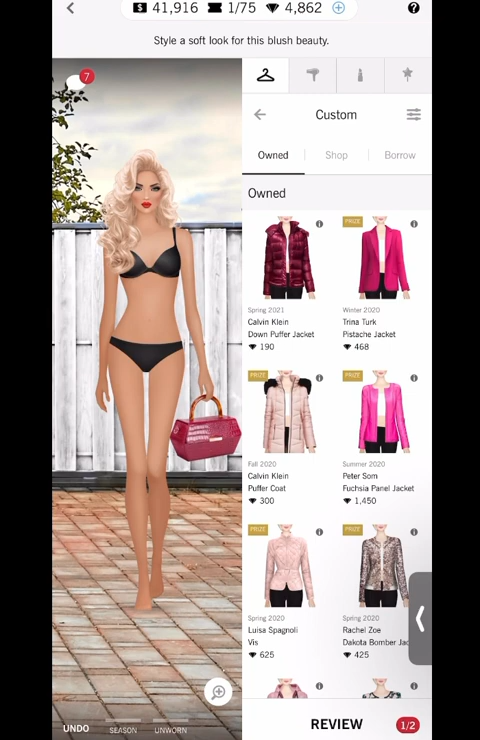 41,916 1/75 4,862
Style a soft look for this blush beauty.
7
Custom
Owned Shop Borrow
Owned
PRIZE
Spring 2021 Winter 2020
Calvin Klein Trina Turk
Down Puffer Jacket Pistache Jacket
190 468
PRIZE PRIZE
Fall 2020 Summer 2020
Calvin Klein Peter Som
Puffer Coat Fuchsia Panel Jacket
300 1,450
PRIZE PRIZE
Spring 2020 Spring 2020
Luisa Spagnoli Rachel Zoe
Vis Dakota Bomber Jac
625 425
UNDO SEASON UNWORN
REVIEW 1/2